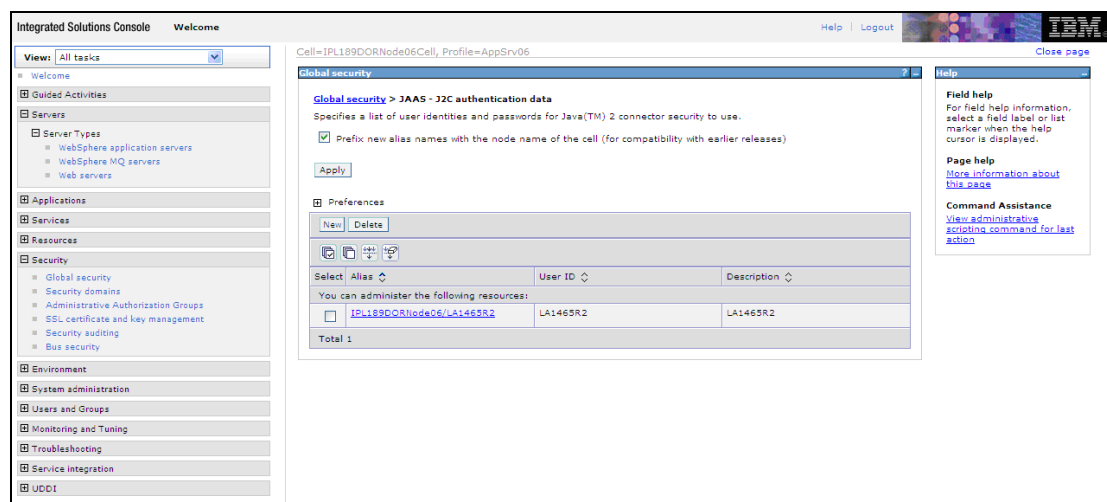 Integrated Solutions Console Welcome
Help | Logout
IBM
View: All tasks
Cell=IPL189DORNode06Cell, Profile=AppSrv06
Close page
Welcome
Guided Activities
Servers
Server Types
WebSphere application servers
WebSphere MQ servers
Web servers
Applications
Services
Resources
Security
Global security
Security domains
Administrative Authorization Groups
SSL certificate and key management
Security auditing
Bus security
Environment
System administration
Users and Groups
Monitoring and Tuning
Troubleshooting
Service integration
UDDI
Global security ? -
Global security > JAAS - J2C authentication data
Specifies a list of user identities and passwords for Java(TM) 2 connector security to use.
Prefix new alias names with the node name of the cell (for compatibility with earlier releases)
Apply
Preferences
New Delete
Select Alias User ID Description
You can administer the following resources:
IPL189DORNode06/LA1465R2 LA1465R2 LA1465R2
Total 1
Help -
Field help
For field help information,
select a field label or list
marker when the help
cursor is displayed.
Page help
More information about
this page
Command Assistance
View administrative
scripting command for last
action